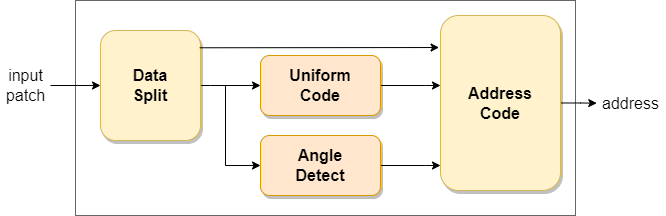 input
patch
Data
Split
Uniform
Code
Angle
Detect
Address
Code
address